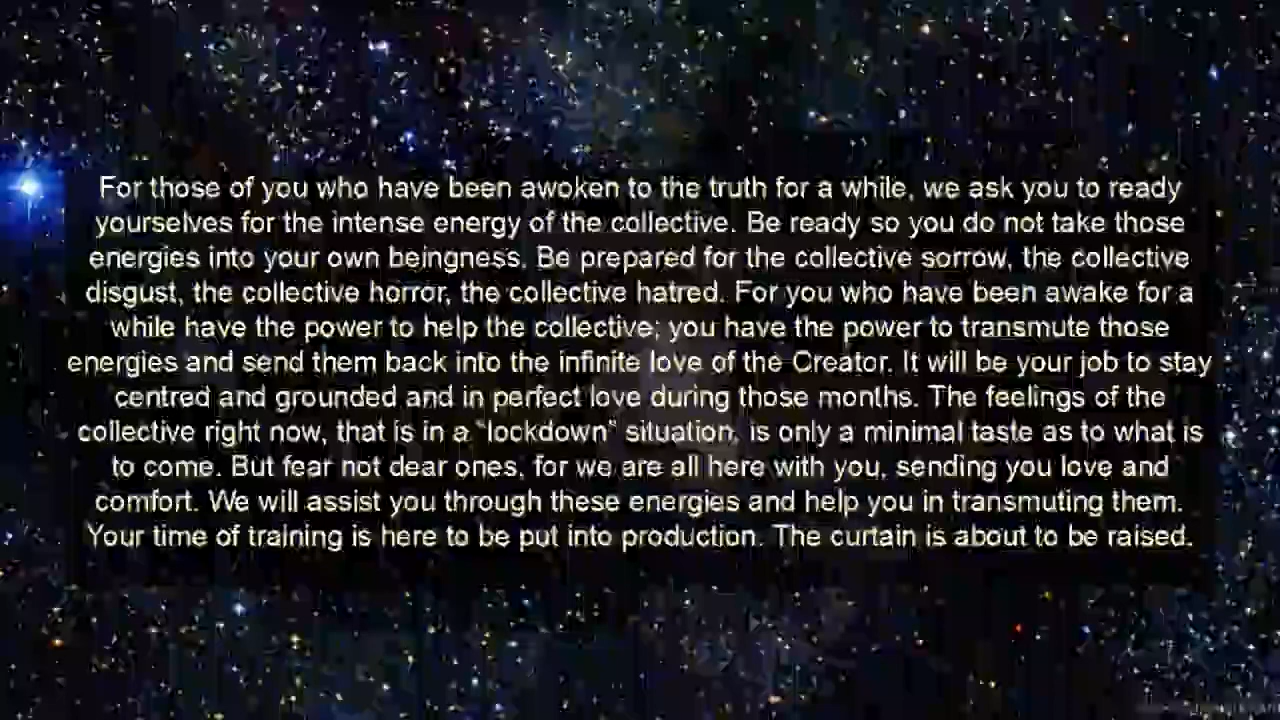 For those of you who have been awoken to the truth for a while, we ask you to ready
yourselves for the intense energy of the collective. Be ready so you do not take those
energies into your own beingness. Be prepared for the collective sorrow, the collective
disgust, the collective horror, the collective hatred. For you who have been awake for a
while have the power to help the collective; you have the power to transmute those
energies and send them back into the infinite love of the Creator. It will be your job to stay
centred and grounded and in perfect love during those months. The feelings of the
collective right now, that is in a "lockdown" situation, is only a minimal taste as to what is
to come. But fear not dear ones, for we are all here with you, sending you love and
comfort. We will assist you through these energies and help you in transmuting them.
Your time of training is here to be put into production. The curtain is about to be raised.